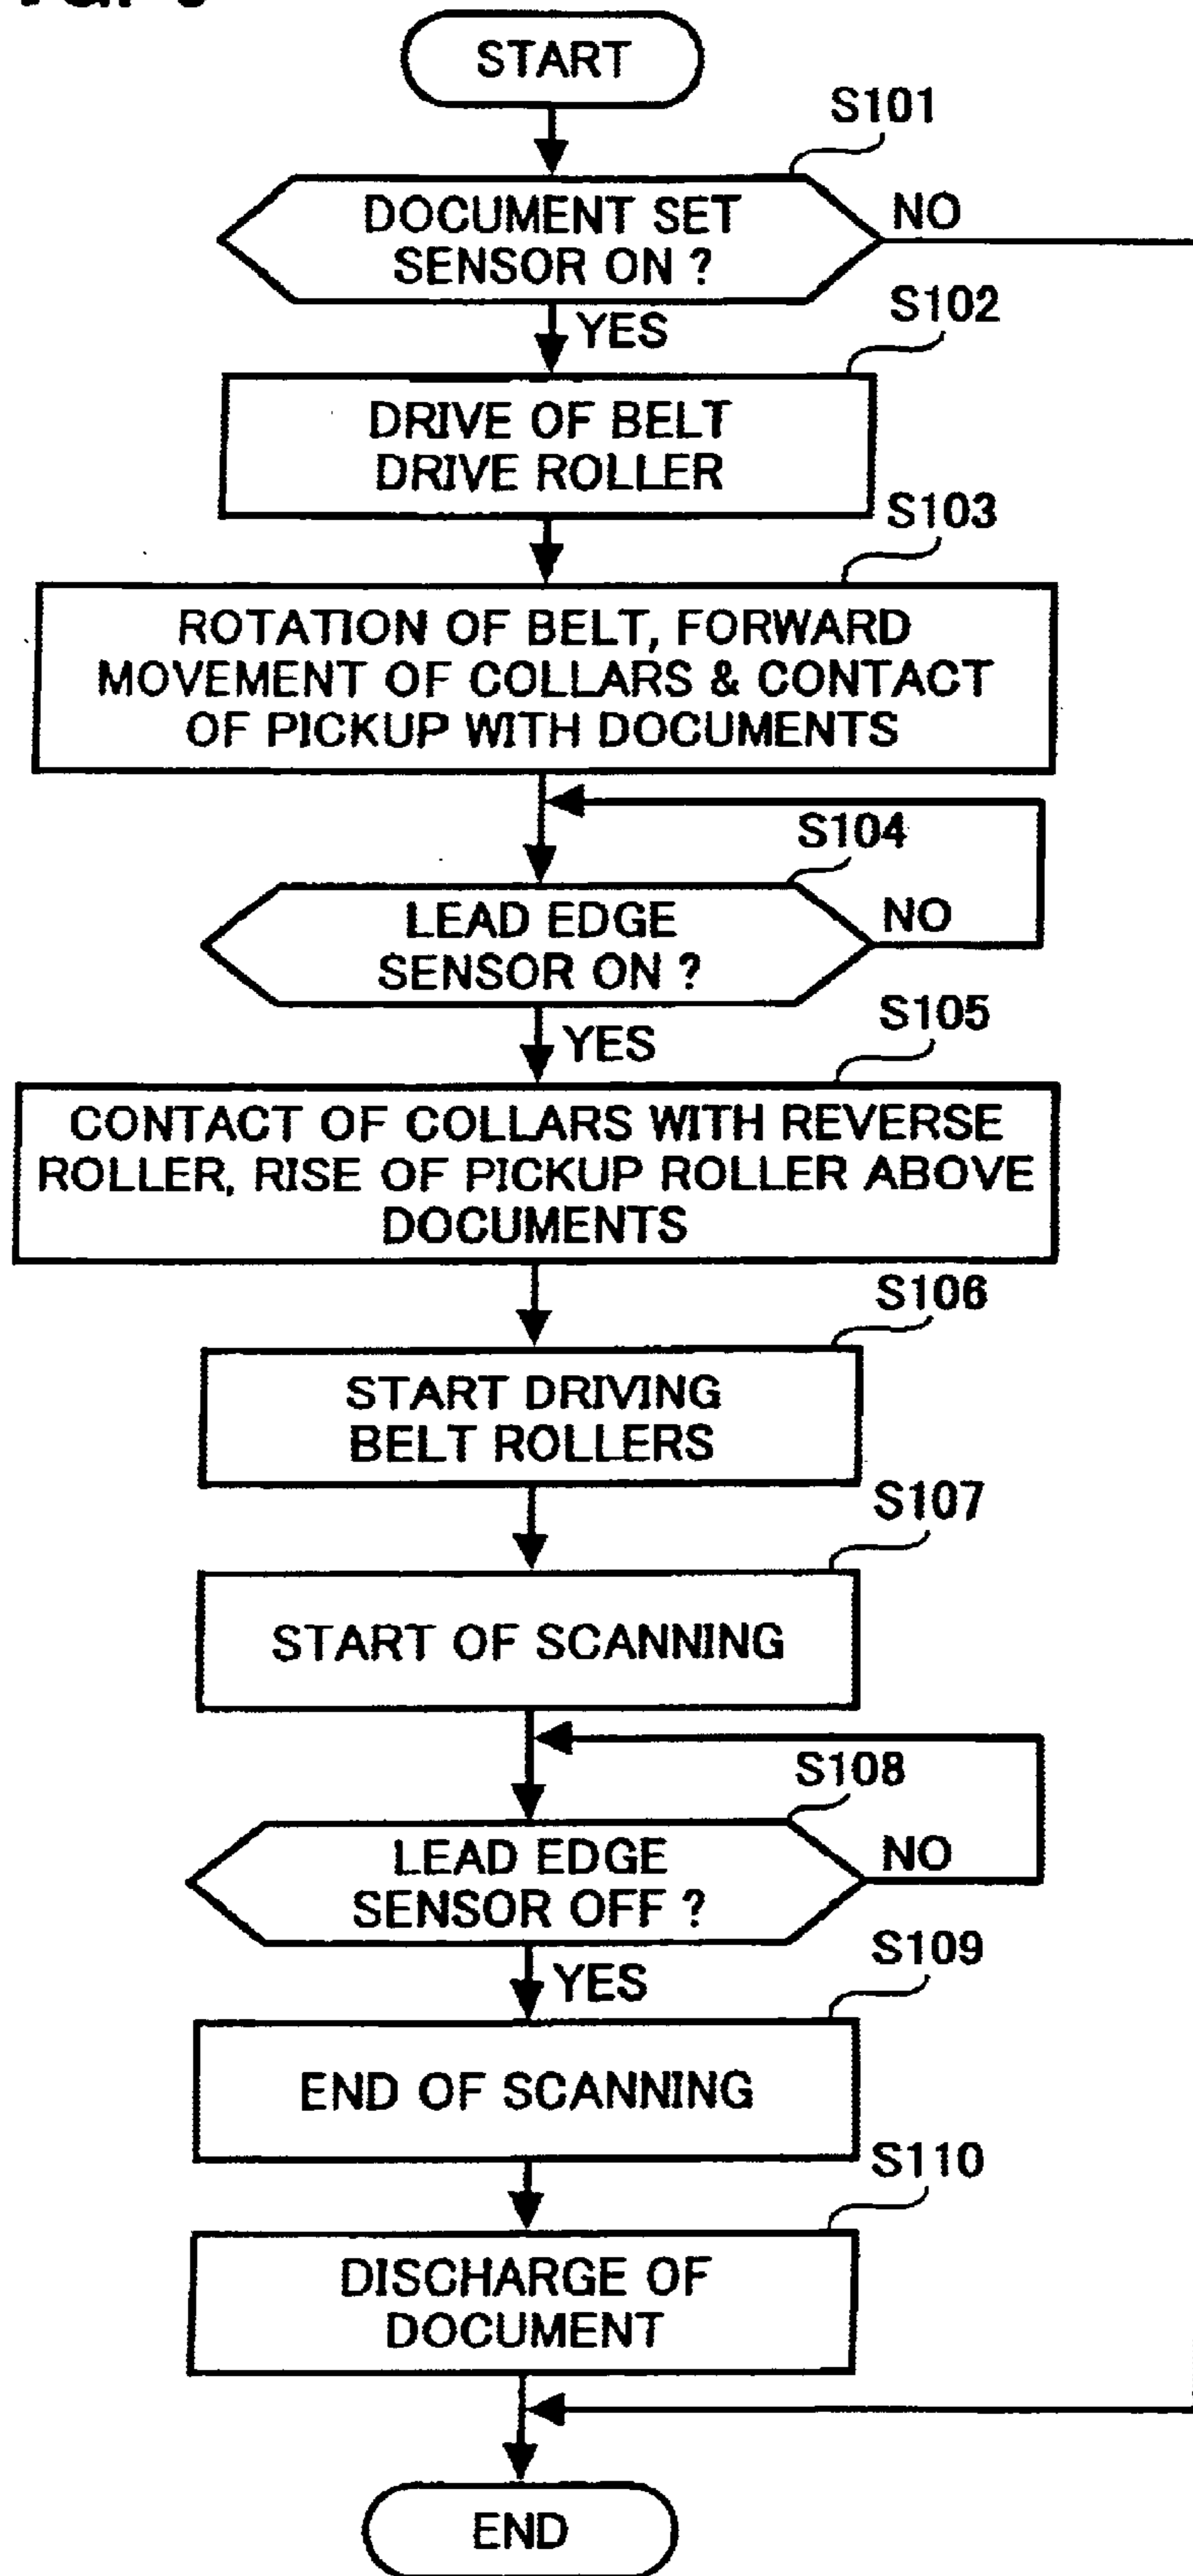 START
S101
DOCUMENT SET
SENSOR ON ?
NO
YES
S102
DRIVE OF BELT
DRIVE ROLLER
S103
ROTATION OF BELT, FORWARD
MOVEMENT OF COLLARS & CONTACT
OF PICKUP WITH DOCUMENTS
S104
LEAD EDGE
SENSOR ON ?
NO
YES
S105
CONTACT OF COLLARS WITH REVERSE
ROLLER, RISE OF PICKUP ROLLER ABOVE
DOCUMENTS
S106
START DRIVING
BELT ROLLERS
S107
START OF SCANNING
S108
LEAD EDGE
SENSOR OFF ?
NO
YES
S109
END OF SCANNING
S110
DISCHARGE OF
DOCUMENT
END